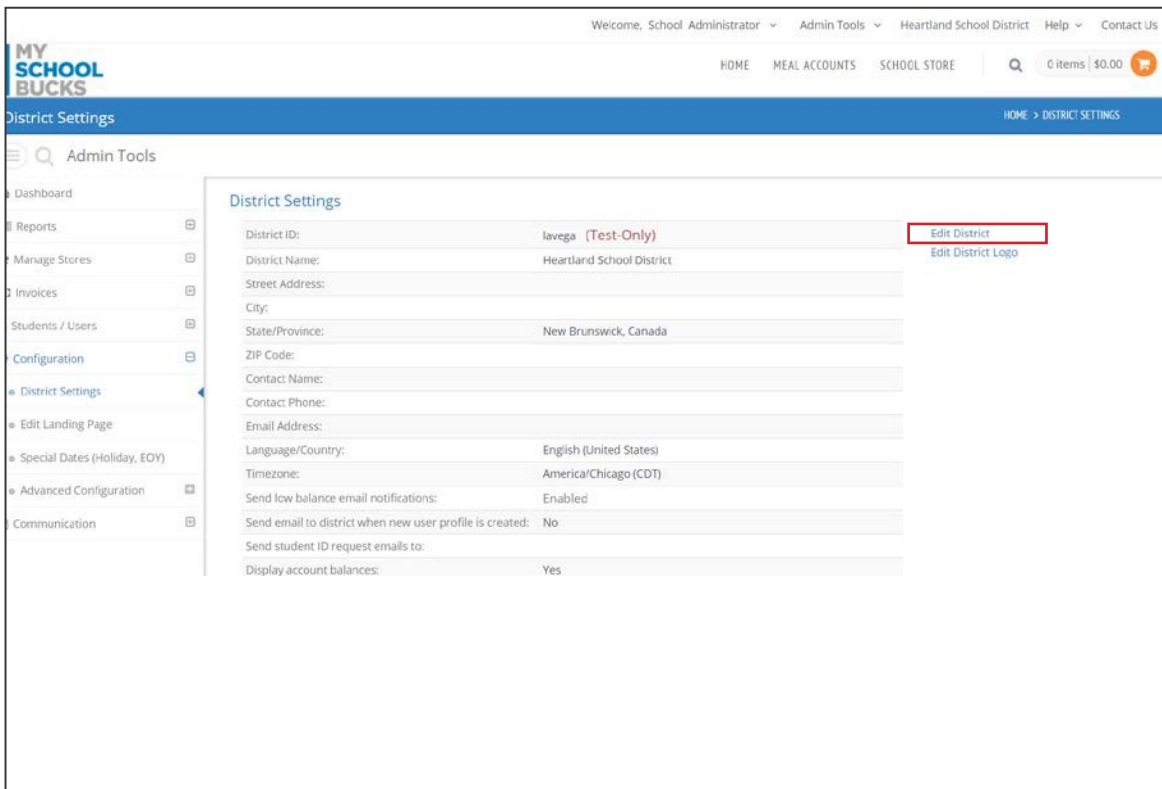 Welcome, School Administrator Admin Tools Heartland School District Help Contact Us
MY
SCHOOL
BUCKS
HOME MEAL ACCOUNTS SCHOOL STORE 0 items $0.00
District Settings HOME > DISTRICT SETTINGS
Admin Tools
Dashboard
Reports
Manage Stores
Invoices
Students / Users
Configuration
District Settings
Edit Landing Page
Special Dates (Holiday, EOY)
Advanced Configuration
Communication
District Settings
District ID: lavega (Test-Only)
District Name: Heartland School District
Street Address:
City:
State/Province: New Brunswick, Canada
ZIP Code:
Contact Name:
Contact Phone:
Email Address:
Language/Country: English (United States)
Timezone: America/Chicago (CDT)
Send low balance email notifications: Enabled
Send email to district when new user profile is created: No
Send student ID request emails to:
Display account balances: Yes
Edit District
Edit District Logo